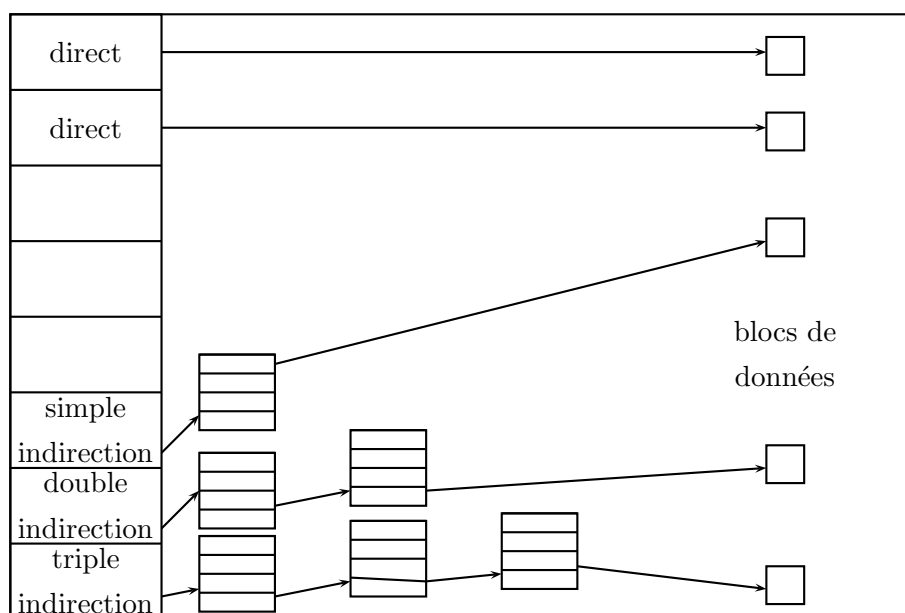 direct
direct
simple
indirection
double
indirection
triple
indirection
blocs de
données